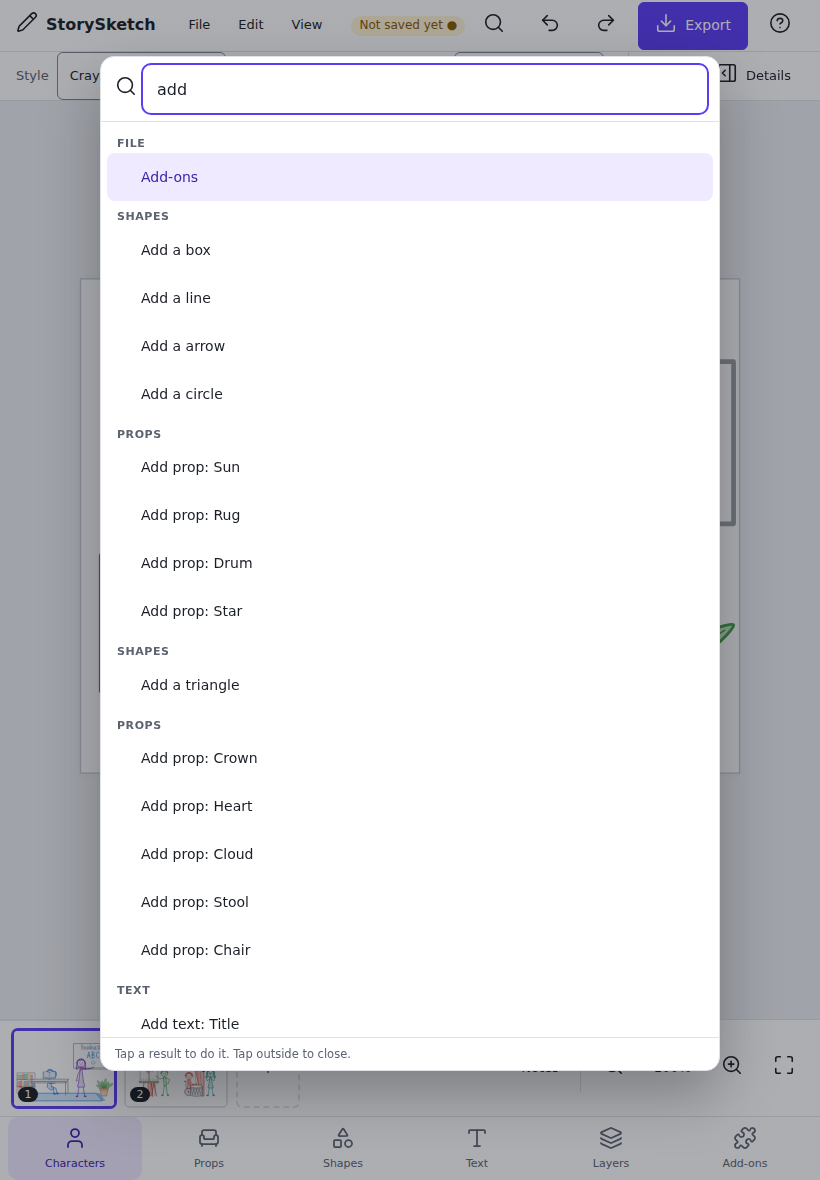 StorySketch File Edit View Not saved yet ● Export
Style Cray Details
add
FILE
Add-ons
SHAPES
Add a box
Add a line
Add a arrow
Add a circle
PROPS
Add prop: Sun
Add prop: Rug
Add prop: Drum
Add prop: Star
SHAPES
Add a triangle
PROPS
Add prop: Crown
Add prop: Heart
Add prop: Cloud
Add prop: Stool
Add prop: Chair
TEXT
Add text: Title
Tap a result to do it. Tap outside to close.
ABC
1 2
Characters Props Shapes Text Layers Add-ons